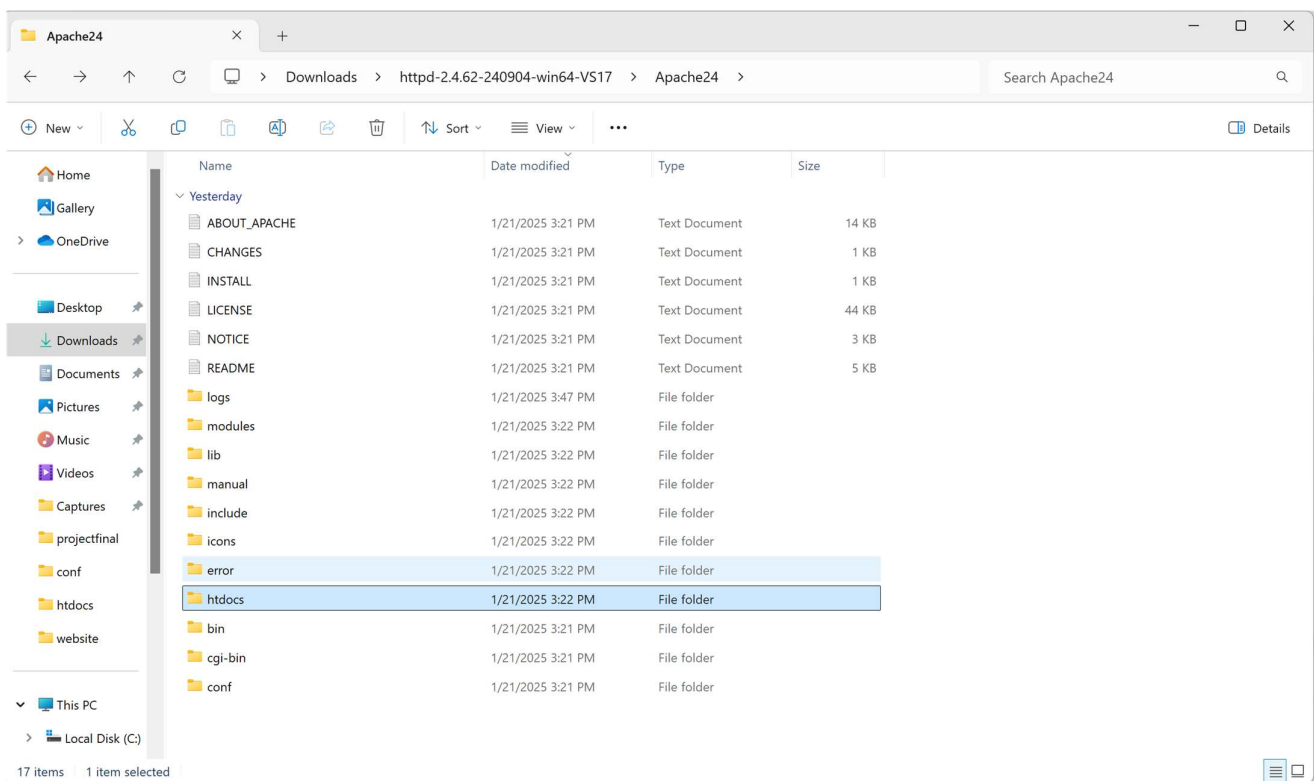 Apache24
Downloads > httpd-2.4.62-240904-win64-VS17 > Apache24 >
Search Apache24
New
Sort
View
Details
Home
Gallery
OneDrive
Desktop
Downloads
Documents
Pictures
Music
Videos
Captures
projectfinal
conf
htdocs
website
This PC
Local Disk (C:)
Name Date modified Type Size
Yesterday
ABOUT_APACHE 1/21/2025 3:21 PM Text Document 14 KB
CHANGES 1/21/2025 3:21 PM Text Document 1 KB
INSTALL 1/21/2025 3:21 PM Text Document 1 KB
LICENSE 1/21/2025 3:21 PM Text Document 44 KB
NOTICE 1/21/2025 3:21 PM Text Document 3 KB
README 1/21/2025 3:21 PM Text Document 5 KB
logs 1/21/2025 3:47 PM File folder
modules 1/21/2025 3:22 PM File folder
lib 1/21/2025 3:22 PM File folder
manual 1/21/2025 3:22 PM File folder
include 1/21/2025 3:22 PM File folder
icons 1/21/2025 3:22 PM File folder
error 1/21/2025 3:22 PM File folder
htdocs 1/21/2025 3:22 PM File folder
bin 1/21/2025 3:21 PM File folder
cgi-bin 1/21/2025 3:21 PM File folder
conf 1/21/2025 3:21 PM File folder
17 items 1 item selected